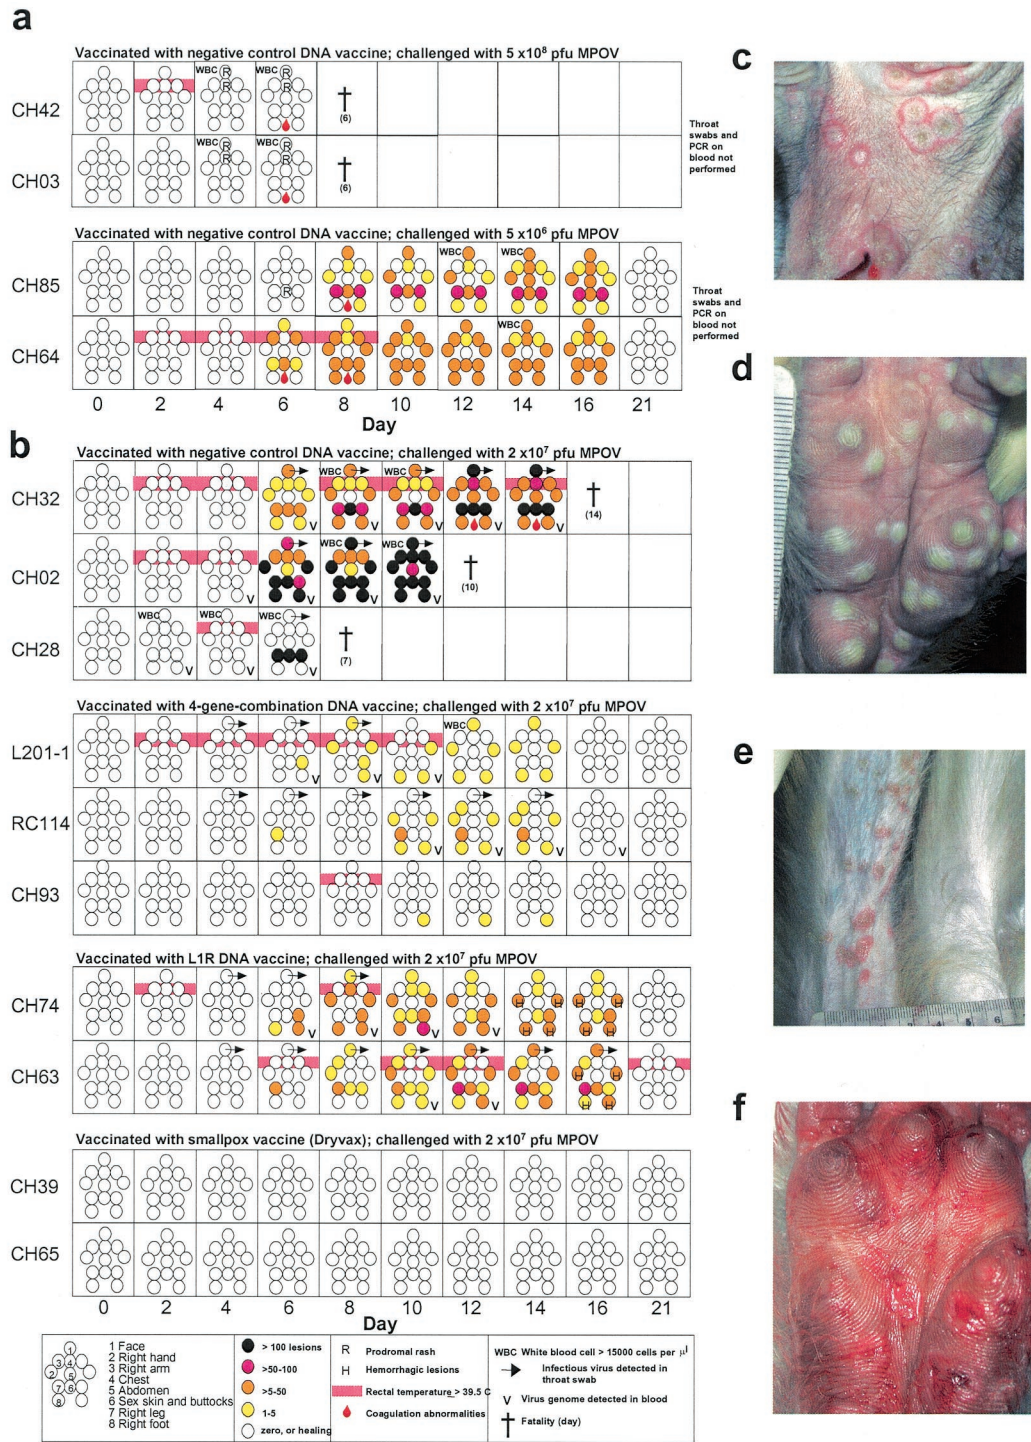 a
Vaccinated with negative control DNA vaccine; challenged with 5 x10⁸ pfu MPOV
CH42
WBC R R
WBC R R
(6)
CH03
WBC R R
WBC R R
(6)
Throat
swabs and
PCR on
blood not
performed
Vaccinated with negative control DNA vaccine; challenged with 5 x10⁶ pfu MPOV
CH85
R
WBC
WBC
CH64
WBC
Throat
swabs and
PCR on
blood not
performed
0 2 4 6 8 10 12 14 16 21
Day
b
Vaccinated with negative control DNA vaccine; challenged with 2 x10⁷ pfu MPOV
CH32
WBC WBC
V V V V V
(14)
CH02
WBC WBC
V V V V
(10)
CH28
WBC WBC WBC
V V V
(7)
Vaccinated with 4-gene-combination DNA vaccine; challenged with 2 x10⁷ pfu MPOV
L201-1
WBC
V V V
RC114
V V V V
CH93
Vaccinated with L1R DNA vaccine; challenged with 2 x10⁷ pfu MPOV
CH74
H H H H
H H H H
V V V V
CH63
H H H H
V V
Vaccinated with smallpox vaccine (Dryvax); challenged with 2 x10⁷ pfu MPOV
CH39
CH65
0 2 4 6 8 10 12 14 16 21
Day
1 Face
2 Right hand
3 Right arm
4 Chest
5 Abdomen
6 Sex skin and buttocks
7 Right leg
8 Right foot
1
3 4
2 5
7 6
8
> 100 lesions
>50-100
>5-50
1-5
zero, or healing
R Prodromal rash
H Hemorrhagic lesions
Rectal temperature ≥ 39.5 C
Coagulation abnormalities
WBC White blood cell > 15000 cells per µl
Infectious virus detected in
throat swab
V Virus genome detected in blood
Fatality (day)
c
d
e
f